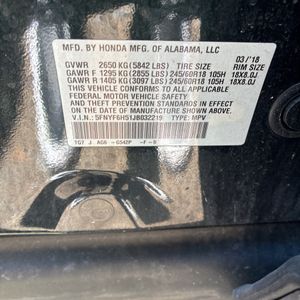 MFD. BY HONDA MFG. OF ALABAMA, LLC
03/'18
GVWR 2650 KG (5842 LBS) TIRE SIZE RIM SIZE
GAWR F 1295 KG (2855 LBS) 245/60R18 105H 18X8.0J
GAWR R 1405 KG (3097 LBS) 245/60R18 105H 18X8.0J
THIS VEHICLE CONFORMS TO ALL APPLICABLE
FEDERAL MOTOR VEHICLE SAFETY STANDARDS
IN EFFECT ON THE DATE OF MANUFACTURE
SHOWN ABOVE.
V.I.N.: 5FNYF6H51JB032219 TYPE: MPV